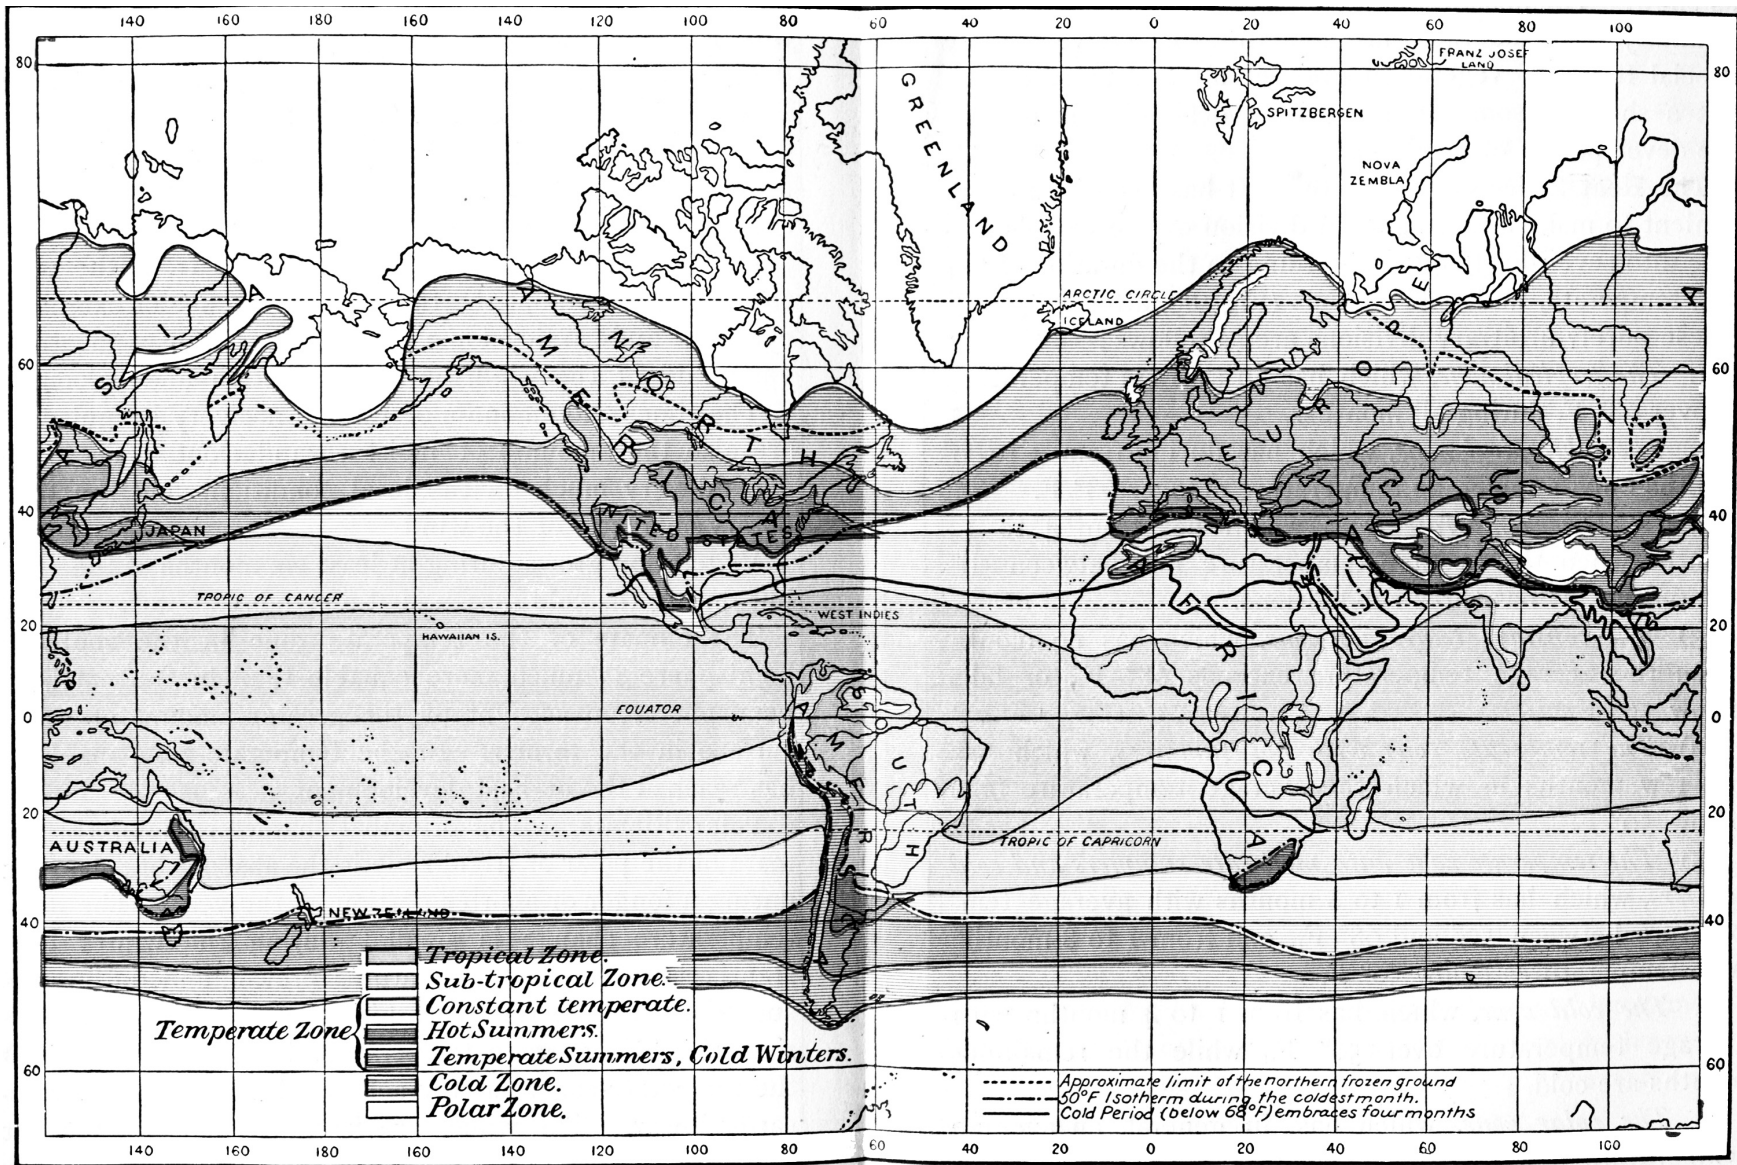 140 160 180 160 140 120 100 80 60 40 20 0 20 40 60 80 100
80
80
FRANZ JOSEF
LAND
GREENLAND
SPITZBERGEN
NOVA
ZEMBLA
ARCTIC CIRCLE
ICELAND
SI A
60
60
NORTH
AMERICA
EUROPE
A S I A
UNITED
STATES
40
JAPAN
40
TROPIC OF CANCER
WEST INDIES
HAWAIIAN IS.
20
20
AFRICA
EQUATOR
0
0
SOUTH
AMERICA
20
20
AUSTRALIA
TROPIC OF CAPRICORN
NEW ZEALAND
40
40
Tropical Zone.
Sub-tropical Zone.
Constant temperate.
Temperate Zone
Hot Summers.
Temperate Summers, Cold Winters.
Cold Zone.
Polar Zone.
60
60
Approximate limit of the northern frozen ground
50°F Isotherm during the coldest month.
Cold Period (below 68°F) embraces four months
140 160 180 160 140 120 100 80 60 40 20 0 20 40 60 80 100